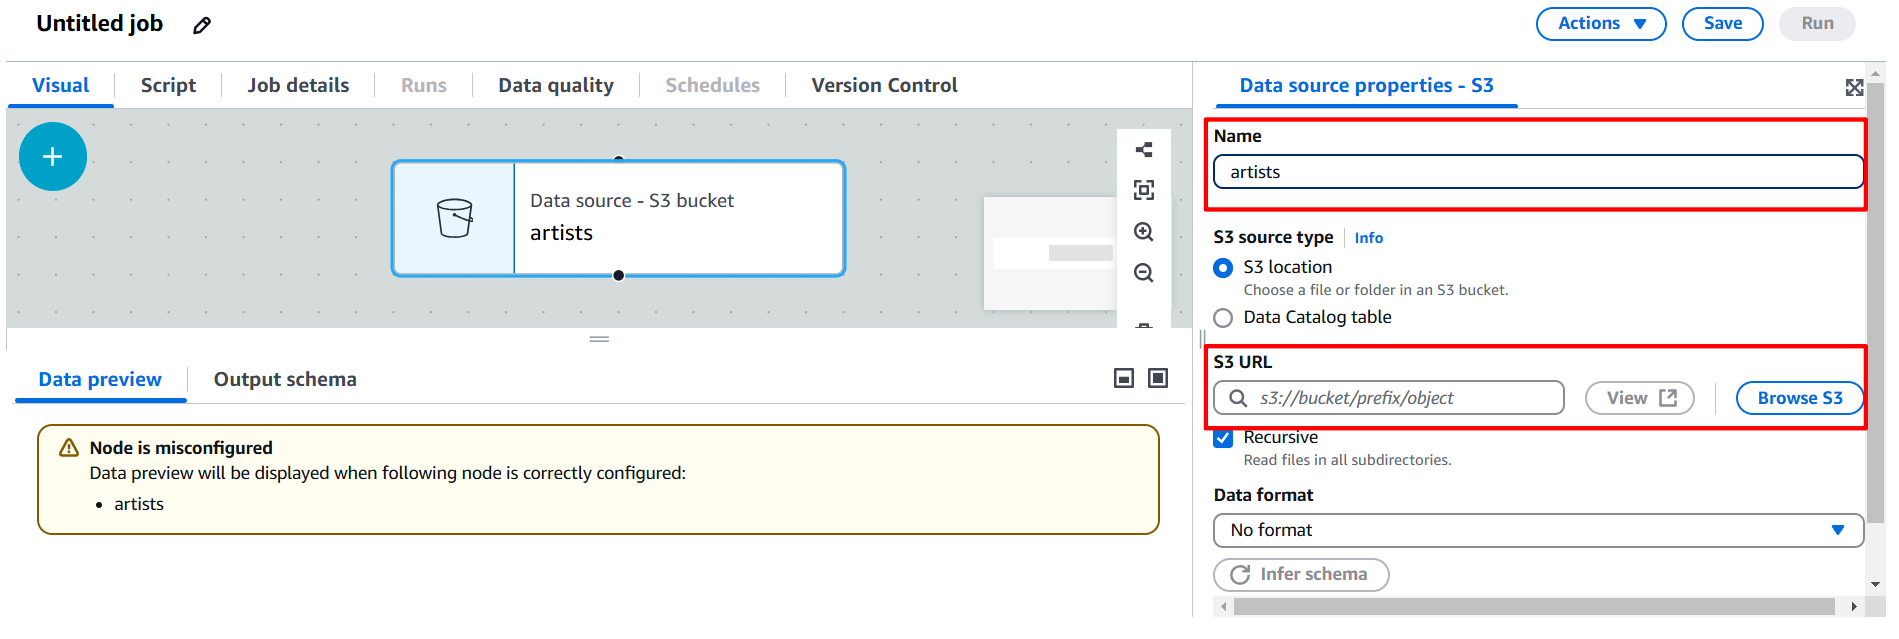 Untitled job
Actions Save Run
Visual Script Job details Runs Data quality Schedules Version Control
Data source - S3 bucket
artists
Data preview Output schema
Node is misconfigured
Data preview will be displayed when following node is correctly configured:
• artists
Data source properties - S3
Name
artists
S3 source type Info
S3 location
Choose a file or folder in an S3 bucket.
Data Catalog table
S3 URL
s3://bucket/prefix/object View Browse S3
Recursive
Read files in all subdirectories.
Data format
No format
Infer schema